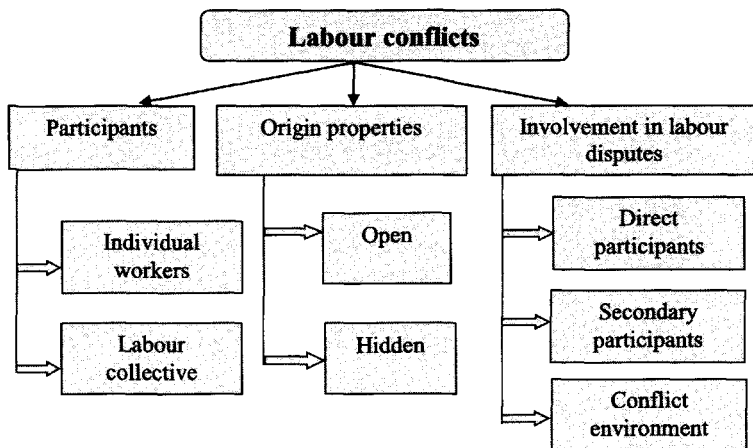 Labour conflicts
Participants
Origin properties
Involvement in labour
disputes
Individual
workers
Labour
collective
Open
Hidden
Direct
participants
Secondary
participants
Conflict
environment